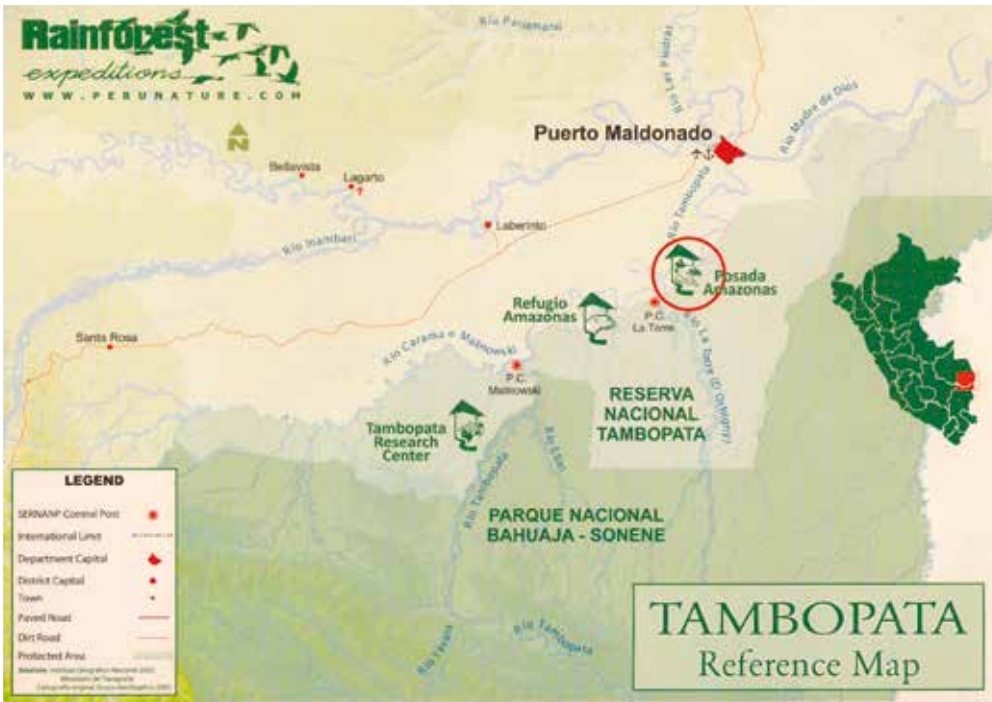 Rainforest
expeditions
WWW.PERUNATURE.COM
N
Río Pariamanu
Río Las Piedras
Río Madre de Dios
Puerto Maldonado
Bellavista
Lagarto
Río Tambopata
Laberinto
Río Inambari
Posada
Amazonas
Refugio
Amazonas
P.C.
La Torre
Santa Rosa
Río Carama o Malinowski
P.C.
Malinowski
RESERVA
NACIONAL
TAMBOPATA
Tambopata
Research
Center
Río Tambopata
PARQUE NACIONAL
BAHUAJA - SONENE
LEGEND
SERNANP Control Post
International Limit
Department Capital
District Capital
Town
Paved Road
Dirt Road
Protected Area
Río Tambopata
TAMBOPATA
Reference Map